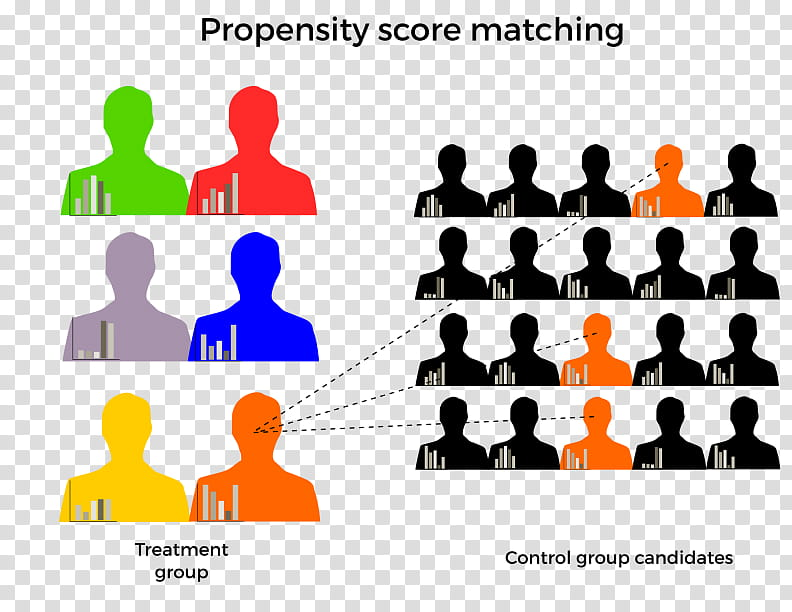 Propensity score matching
Treatment
group
Control group candidates